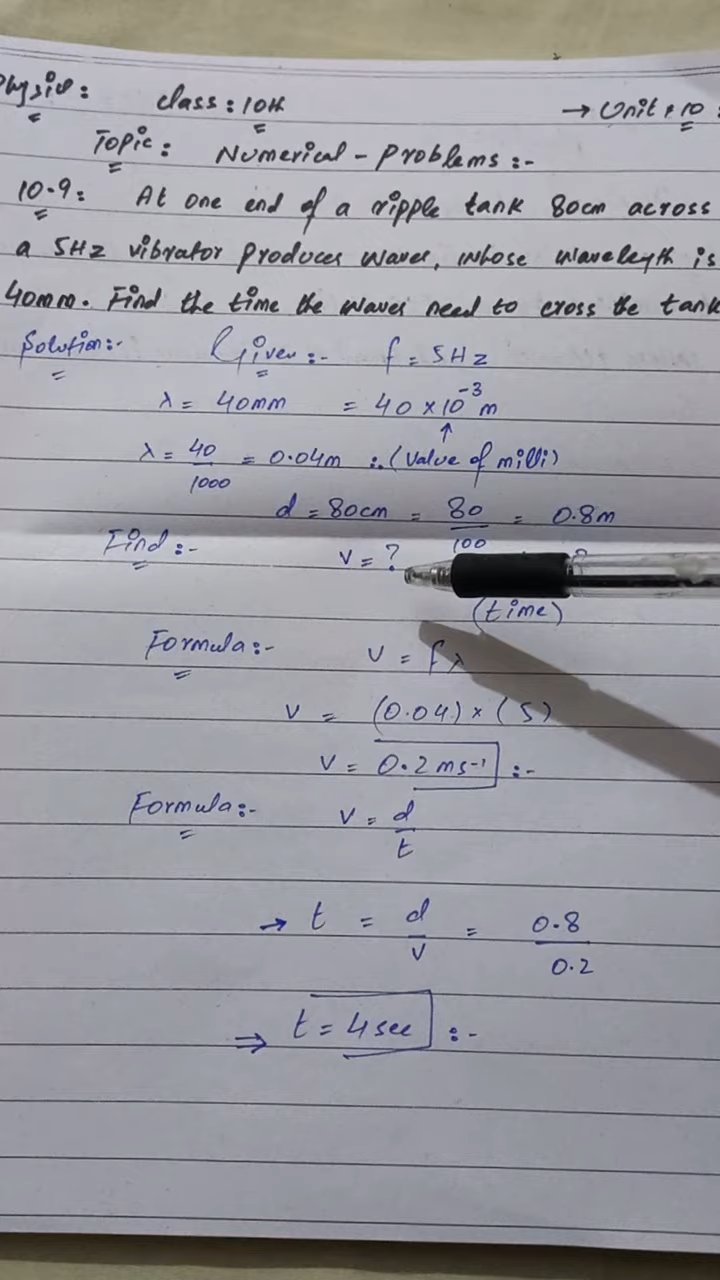 Physics: class: 10th → Unit # 10:
Topic: Numerical - Problems :-
10.9: At one end of a ripple tank 80cm across
a 5Hz vibrator produces waves, whose wavelength is
40mm. Find the time the waves need to cross the tank
Solution:- Given:- f = 5Hz
λ = 40mm = 40 × 10⁻³ m
λ = 40/1000 = 0.04m ∴ (value of milli)
d = 80cm = 80/100 = 0.8m
Find :- v = ?
(time)
Formula:- v = fλ
v = (0.04) × (5)
v = 0.2 ms⁻¹ :-
Formula:- v = d/t
→ t = d/v = 0.8/0.2
⇒ t = 4 sec :-